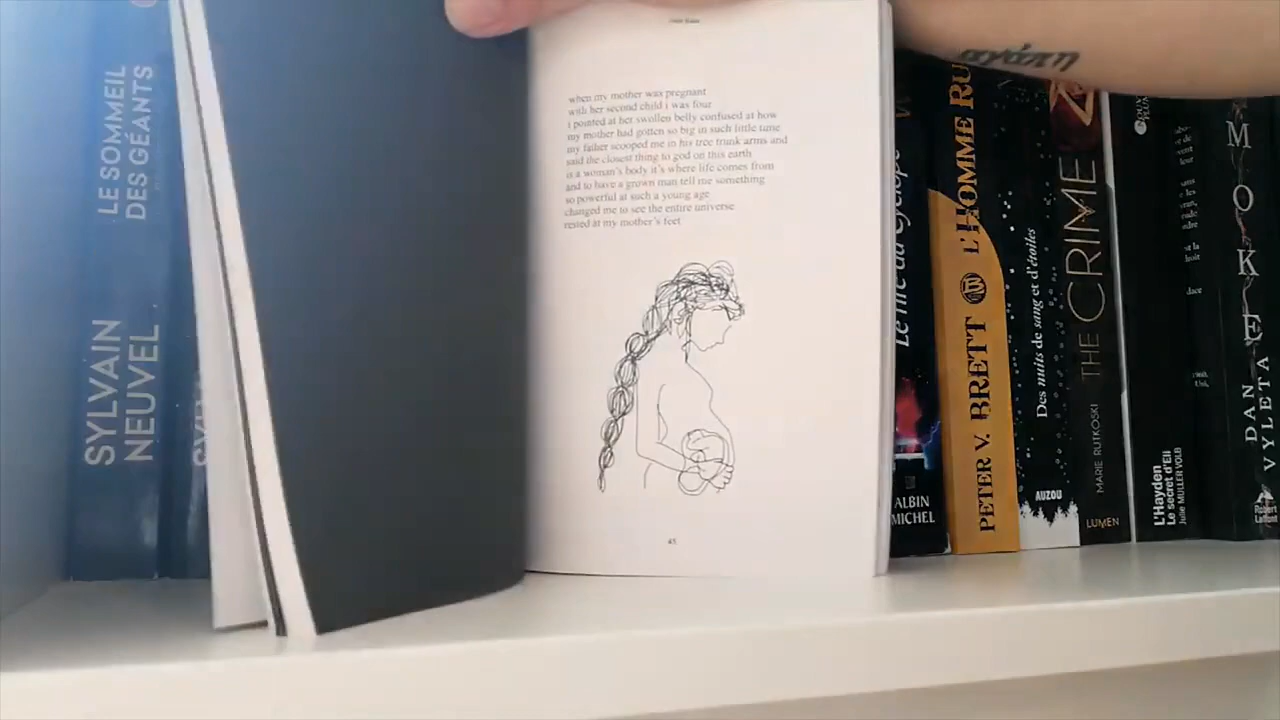 LE SOMMEIL
DES GÉANTS
SYLVAIN
NEUVEL
when my mother was pregnant
with her second child i was four
i pointed at her swollen belly confused at how
my mother had gotten so big in such little time
my father scooped me in his tree trunk arms and
said the closest thing to god on this earth
is a woman's body it's where life comes from
and to have a grown man tell me something
so powerful at such a young age
changed me to see the entire universe
rested at my mother's feet
45
αγάπη
Le rire du Cyclope
ALBIN
MICHEL
PETER V. BRETT L'HOMME RU
Des nuits de sang et d'étoiles
AUZOU
MARIE RUTKOSKI THE CRIME
LUMEN
L'Hayden
Le secret d'Eli
Julie MULLER VOLB
DAN
VYLETA
Robert
Laffont